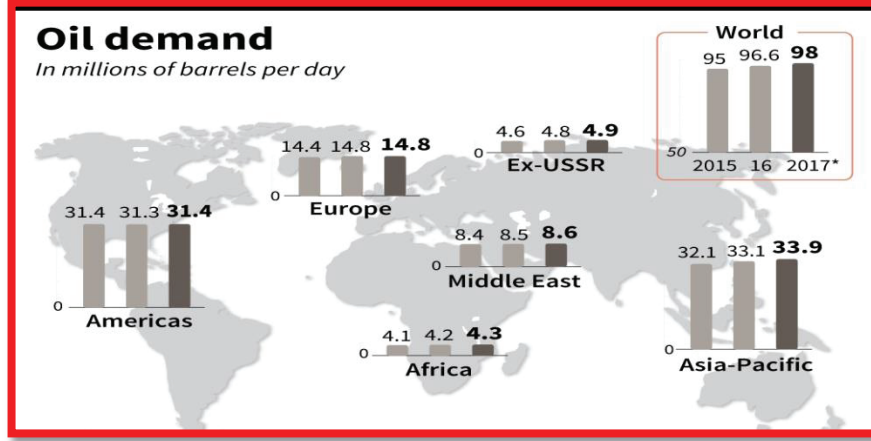 Oil demand
In millions of barrels per day
World
95 96.6 98
50
2015 16 2017*
14.4 14.8 14.8
0
Europe
4.6 4.8 4.9
0
Ex-USSR
31.4 31.3 31.4
0
Americas
8.4 8.5 8.6
0
Middle East
4.1 4.2 4.3
0
Africa
32.1 33.1 33.9
0
Asia-Pacific